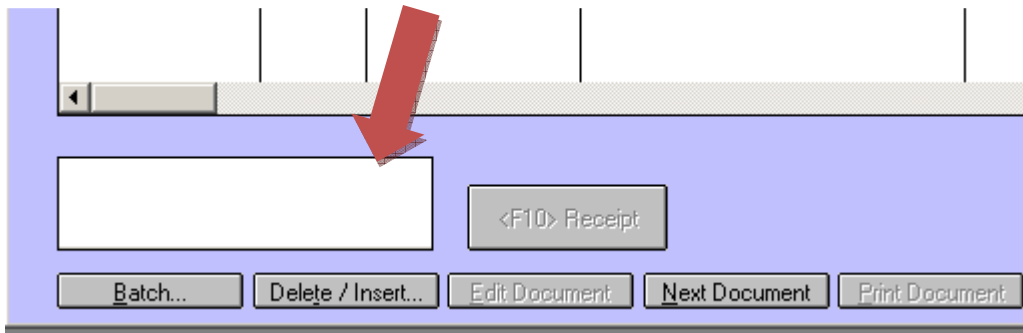 <F10> Receipt
Batch... Delete / Insert... Edit Document Next Document Print Document